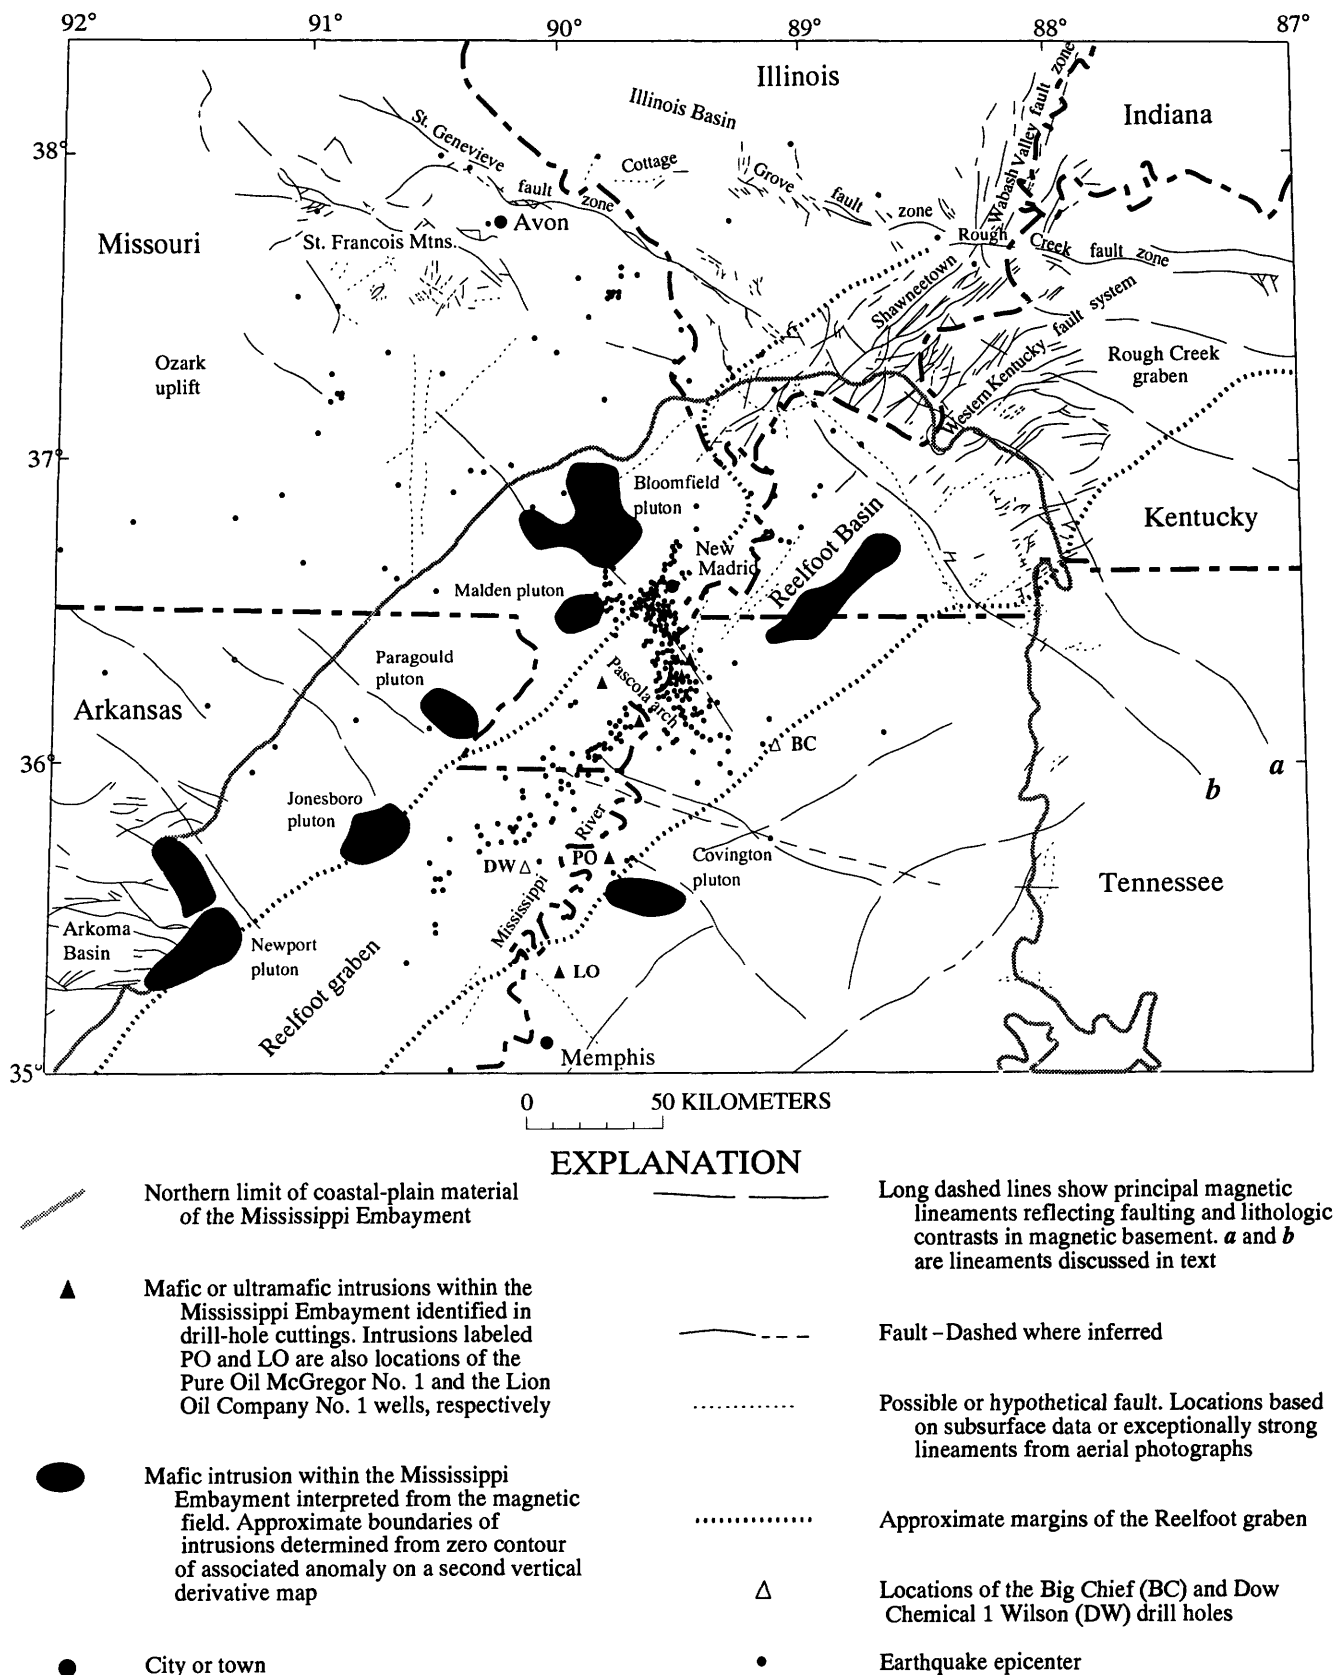 92°
91°
90°
89°
88°
87°
38°
37°
36°
35°
Illinois
Indiana
Illinois Basin
St. Genevieve
fault
zone
Cottage
Grove
fault
zone
Wabash Valley fault zone
Avon
Missouri
St. Francois Mtns.
Rough
Creek fault zone
Shawneetown
Western Kentucky fault system
Ozark
uplift
Rough Creek
graben
Bloomfield
pluton
Kentucky
New
Madrid
Reelfoot Basin
Malden pluton
Paragould
pluton
Pascola arch
Arkansas
BC
a
b
Jonesboro
pluton
River
DW
PO
Covington
pluton
Mississippi
Tennessee
Arkoma
Basin
Newport
pluton
LO
Reelfoot graben
Memphis
0 50 KILOMETERS
EXPLANATION
Northern limit of coastal-plain material
of the Mississippi Embayment
Mafic or ultramafic intrusions within the
Mississippi Embayment identified in
drill-hole cuttings. Intrusions labeled
PO and LO are also locations of the
Pure Oil McGregor No. 1 and the Lion
Oil Company No. 1 wells, respectively
Mafic intrusion within the Mississippi
Embayment interpreted from the magnetic
field. Approximate boundaries of
intrusions determined from zero contour
of associated anomaly on a second vertical
derivative map
City or town
Long dashed lines show principal magnetic
lineaments reflecting faulting and lithologic
contrasts in magnetic basement. a and b
are lineaments discussed in text
Fault – Dashed where inferred
Possible or hypothetical fault. Locations based
on subsurface data or exceptionally strong
lineaments from aerial photographs
Approximate margins of the Reelfoot graben
Locations of the Big Chief (BC) and Dow
Chemical 1 Wilson (DW) drill holes
Earthquake epicenter